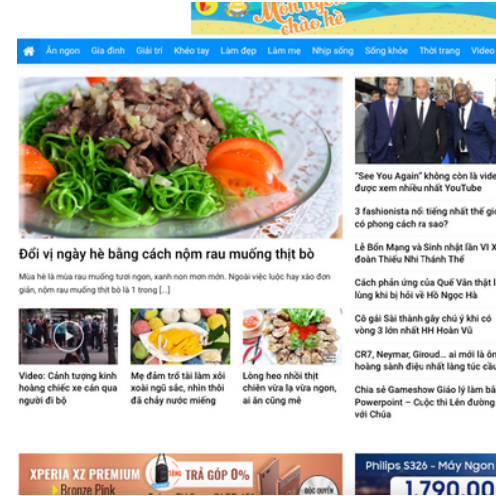 Món ngon
chào hè
Ăn ngon Gia đình Giải trí Khéo tay Làm đẹp Làm mẹ Nhịp sống Sống khỏe Thời trang Video
"See You Again" không còn là vide
được xem nhiều nhất YouTube
3 fashionista nổi tiếng nhất thế giớ
có phong cách ra sao?
Lê Bốn Mạng và Sinh nhật lần VI X
đoàn Thiếu Nhi Thánh Thể
Cách phản ứng của Quế Vân thật l
lùng khi bị hỏi về Hồ Ngọc Hà
Cô gái Sài thành gây chú ý khi có
vòng 3 lớn nhất HH Hoàn Vũ
CR7, Neymar, Giroud... ai mới là ôn
hoàng sành điệu nhất làng túc cầu
Chia sẻ Gameshow Giáo lý làm bằ
Powerpoint – Cuộc thi Lên đường
với Chúa
Đổi vị ngày hè bằng cách nộm rau muống thịt bò
Mùa hè là mùa rau muống tươi ngon, xanh non mơn mởn. Ngoài việc luộc hay xào đơn
giản, nộm rau muống thịt bò là 1 trong [...]
Video: Cảnh tượng kinh
hoàng chiếc xe cán qua
người đi bộ
Mẹ đảm trổ tài làm xôi
xoài ngũ sắc, nhìn thôi
đã chảy nước miếng
Lòng heo nhồi thịt
chiên vừa lạ vừa ngon,
ai ăn cũng mê
XPERIA XZ PREMIUM
Bronze Pink
TẶNG
TRẢ GÓP 0%
ĐỘC QUYỀN
Philips S326 - Máy Ngon
1.790.00